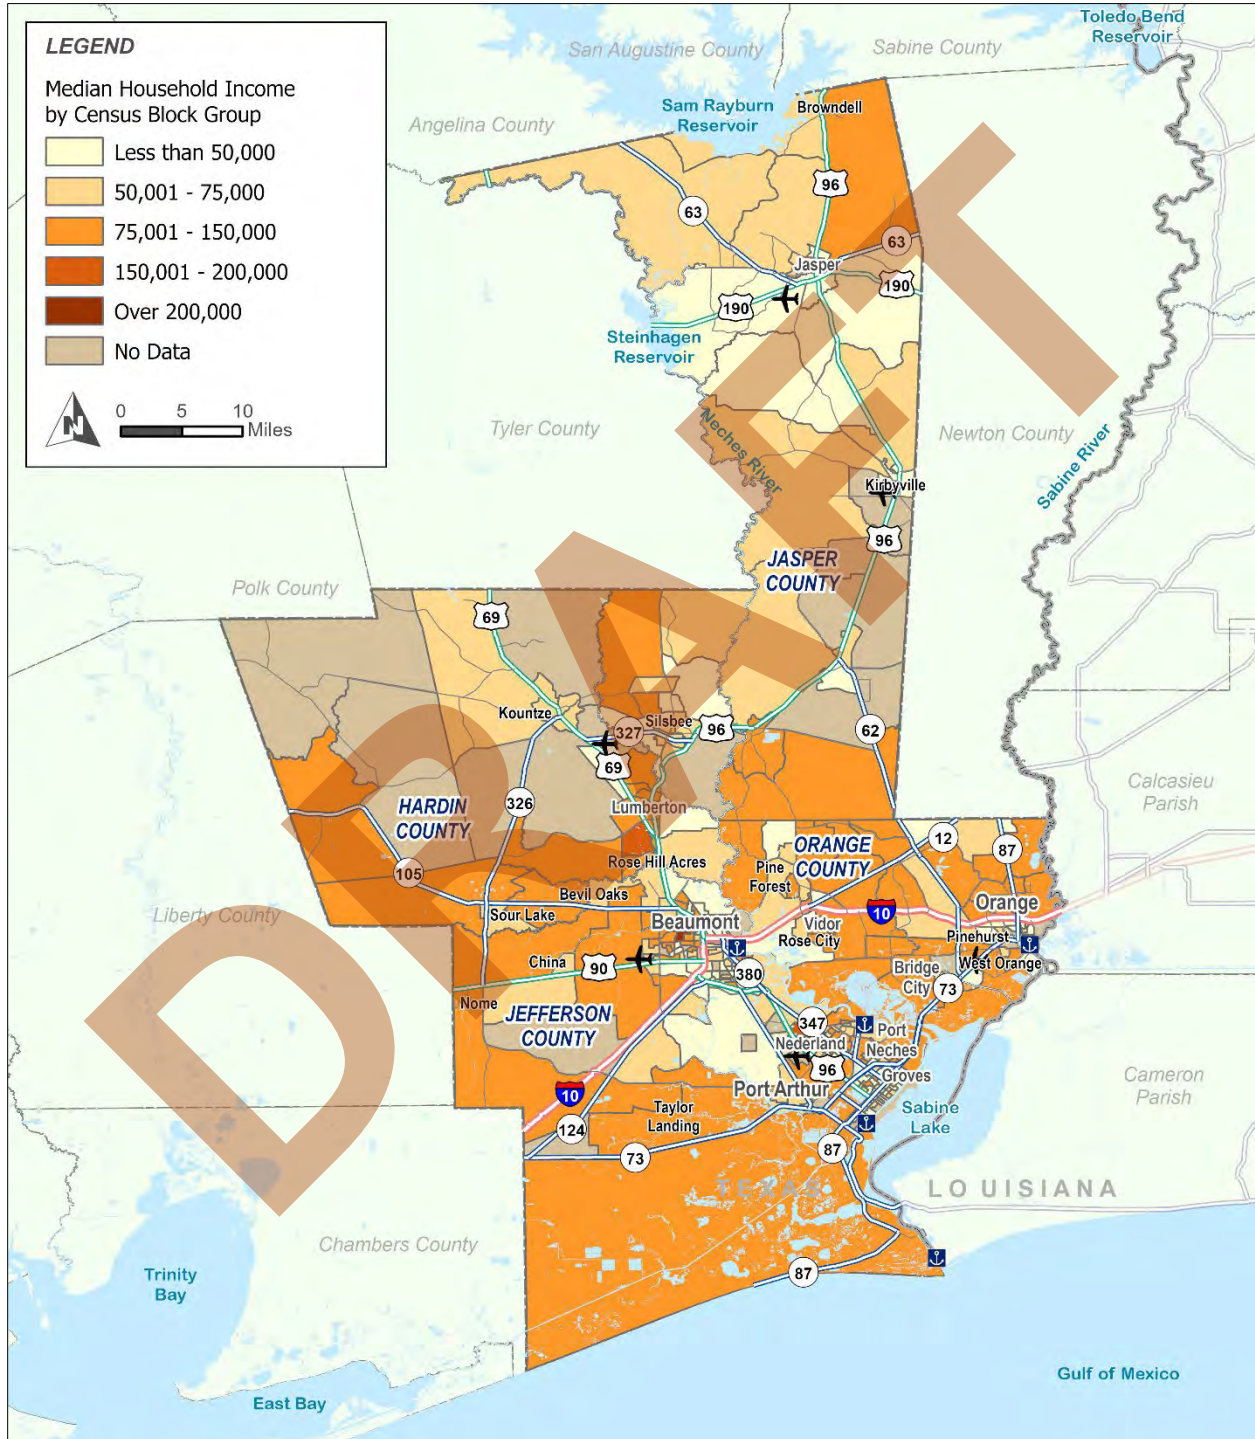 LEGEND
Median Household Income
by Census Block Group
Less than 50,000
50,001 - 75,000
75,001 - 150,000
150,001 - 200,000
Over 200,000
No Data
N
0 5 10
Miles
Toledo Bend
Reservoir
San Augustine County
Sabine County
Sam Rayburn
Reservoir
Browndell
Angelina County
96
63
63
Jasper
190
190
Steinhagen
Reservoir
Tyler County
Neches River
Newton County
Sabine River
Kirbyville
96
JASPER
COUNTY
Polk County
69
Kountze
327
Silsbee
96
62
69
HARDIN
COUNTY
326
Lumberton
Calcasieu
Parish
105
Rose Hill Acres
Pine
Forest
ORANGE
COUNTY
12
87
Liberty County
Bevil Oaks
Sour Lake
Beaumont
Vidor
Rose City
10
Orange
Pinehurst
West Orange
China
90
380
Bridge
City
73
Nome
JEFFERSON
COUNTY
347
Nederland
Port
Neches
96
Groves
Port Arthur
10
Taylor
Landing
Sabine
Lake
Cameron
Parish
124
73
87
TEXAS
LOUISIANA
Chambers County
Trinity
Bay
87
East Bay
Gulf of Mexico
DRAFT